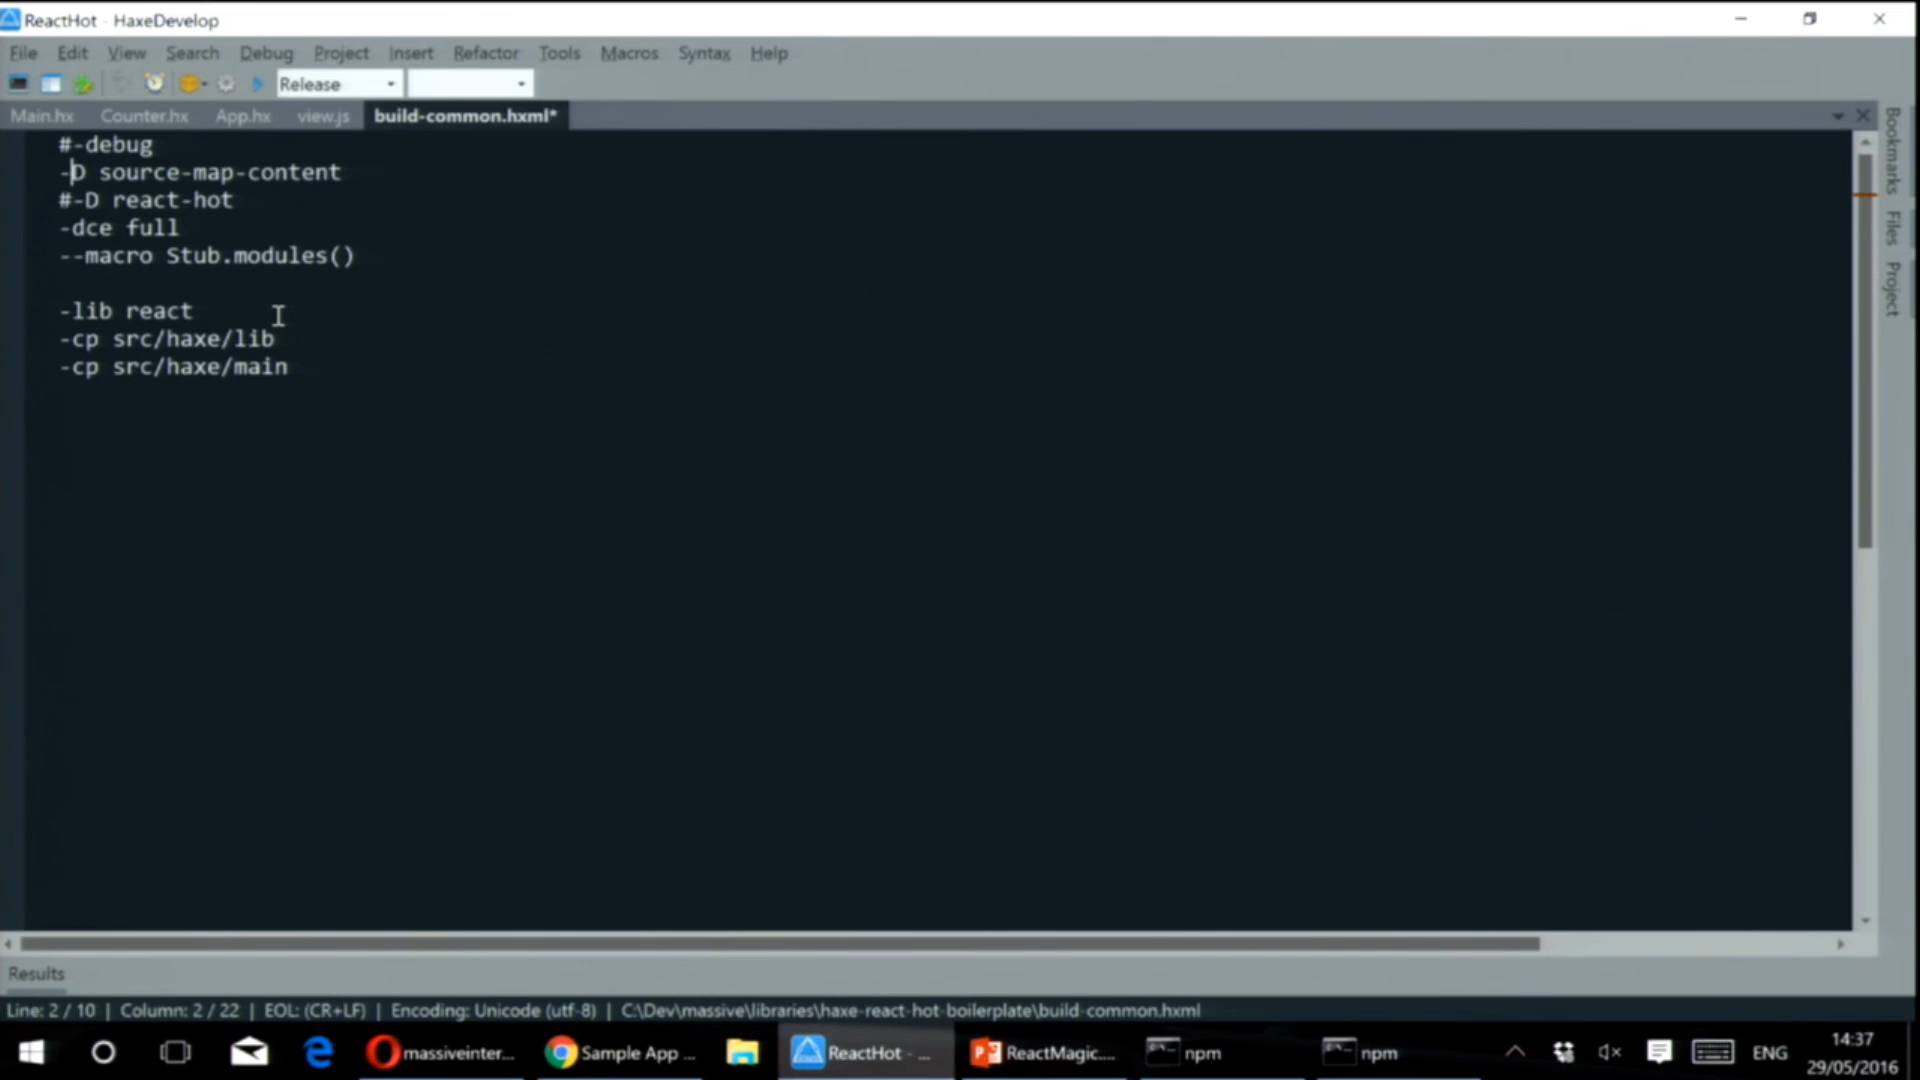 ReactHot - HaxeDevelop
File Edit View Search Debug Project Insert Refactor Tools Macros Syntax Help
Release
Main.hx Counter.hx App.hx view.js build-common.hxml*
#-debug
-D source-map-content
#-D react-hot
-dce full
--macro Stub.modules()
-lib react
-cp src/haxe/lib
-cp src/haxe/main
Bookmarks
Files
Project
Results
Line: 2 / 10 | Column: 2 / 22 | EOL: (CR+LF) | Encoding: Unicode (utf-8) | C:\Dev\massive\libraries\haxe-react-hot-boilerplate\build-common.hxml
massiveinter... Sample App ... ReactHot - ... ReactMagic.... npm npm ENG 14:37
29/05/2016